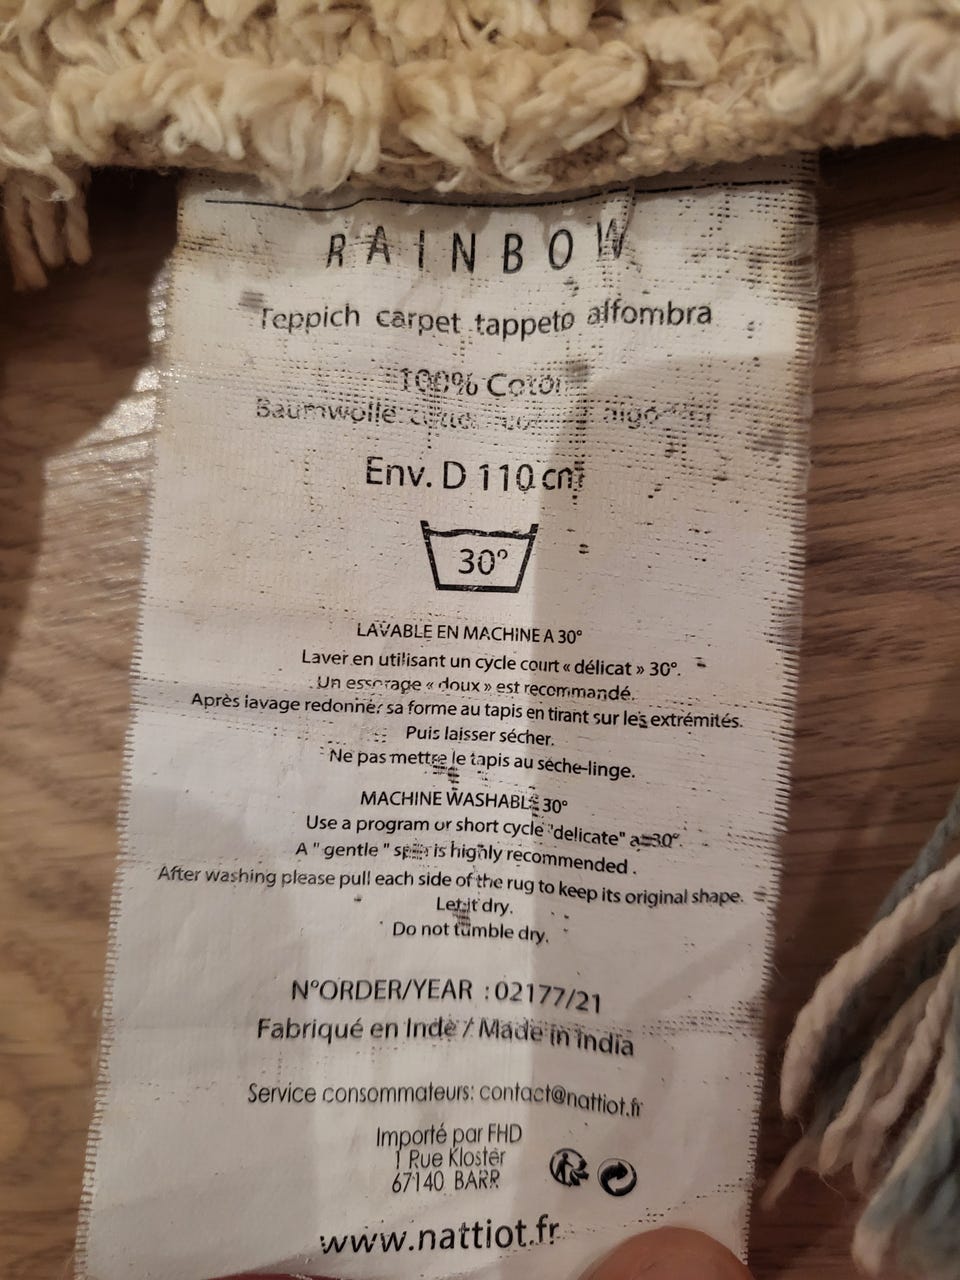 RAINBOW
Teppich carpet tappeto alfombra
100% Coton
Baumwolle
Env. D 110 cm
30°
LAVABLE EN MACHINE A 30°
Laver en utilisant un cycle court « délicat » 30°.
Un essorage « doux » est recommandé.
Après lavage redonner sa forme au tapis en tirant sur les extrémités.
Puis laisser sécher.
Ne pas mettre le tapis au sèche-linge.
MACHINE WASHABLE 30°
Use a program or short cycle "delicate" a 30°.
A " gentle " spin is highly recommended .
After washing please pull each side of the rug to keep its original shape.
Let it dry.
Do not tumble dry.
N°ORDER/YEAR : 02177/21
Fabriqué en Inde / Made in India
Service consommateurs: contact@nattiot.fr
Importé par FHD
1 Rue Kloster
67140 BARR
www.nattiot.fr